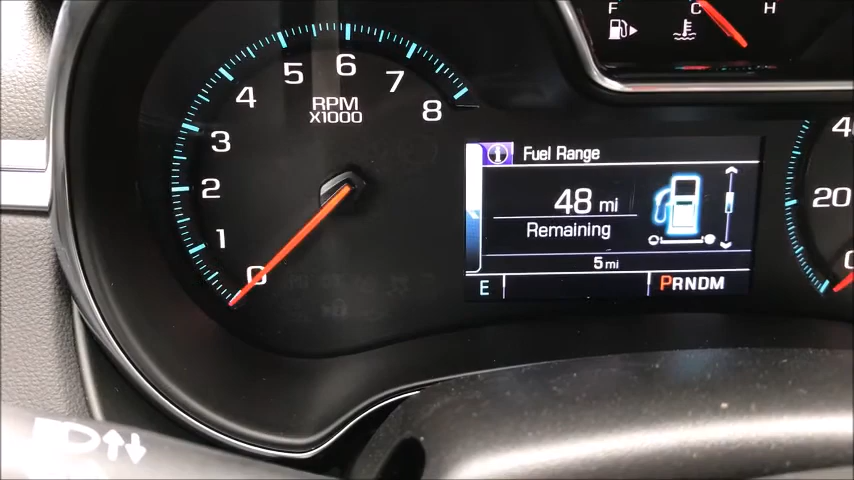 F C H
5 6 7
4 8
RPM
X1000
3
2
1
0
Fuel Range
48 mi
Remaining
5 mi
E PRNDM
20